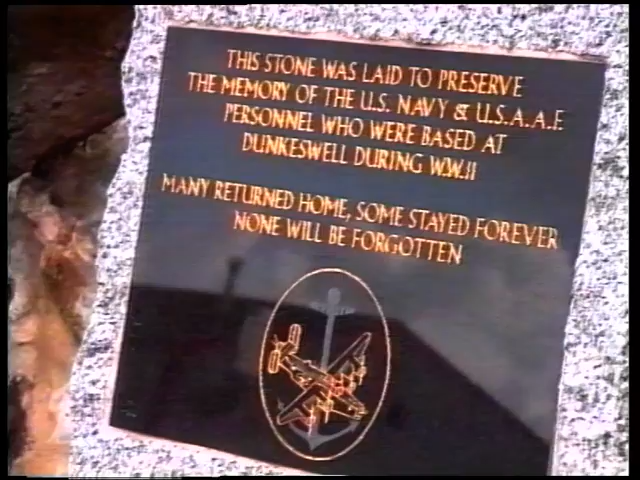 THIS STONE WAS LAID TO PRESERVE
THE MEMORY OF THE U.S. NAVY & U.S.A.A.F.
PERSONNEL WHO WERE BASED AT
DUNKESWELL DURING W.W.II
MANY RETURNED HOME, SOME STAYED FOREVER
NONE WILL BE FORGOTTEN